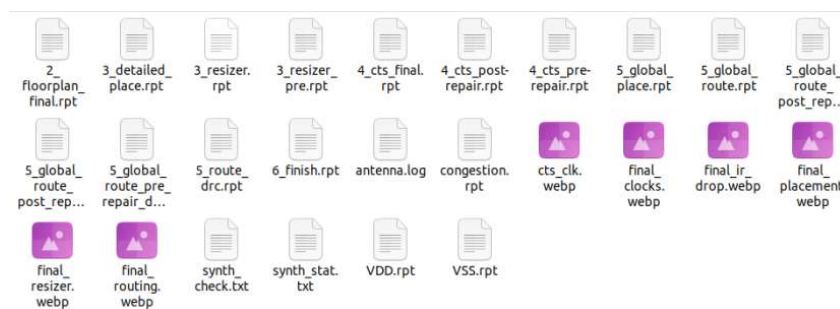 2_ 3_detailed_ 3_resizer. 3_resizer_ 4_cts_final. 4_cts_post- 4_cts_pre- 5_global_ 5_global_ 5_global_
floorplan_ place.rpt rpt pre.rpt rpt repair.rpt repair.rpt place.rpt route.rpt route_
final.rpt post_rep...
5_global_ 5_global_ 5_route_ 6_finish.rpt antenna.log congestion. cts_clk. final_ final_ir_ final_
route_ route_pre_ drc.rpt rpt webp clocks. drop.webp placement
post_rep... repair_d... webp webp
final_ final_ synth_ synth_stat. VDD.rpt VSS.rpt
resizer. routing. check.txt txt
webp webp